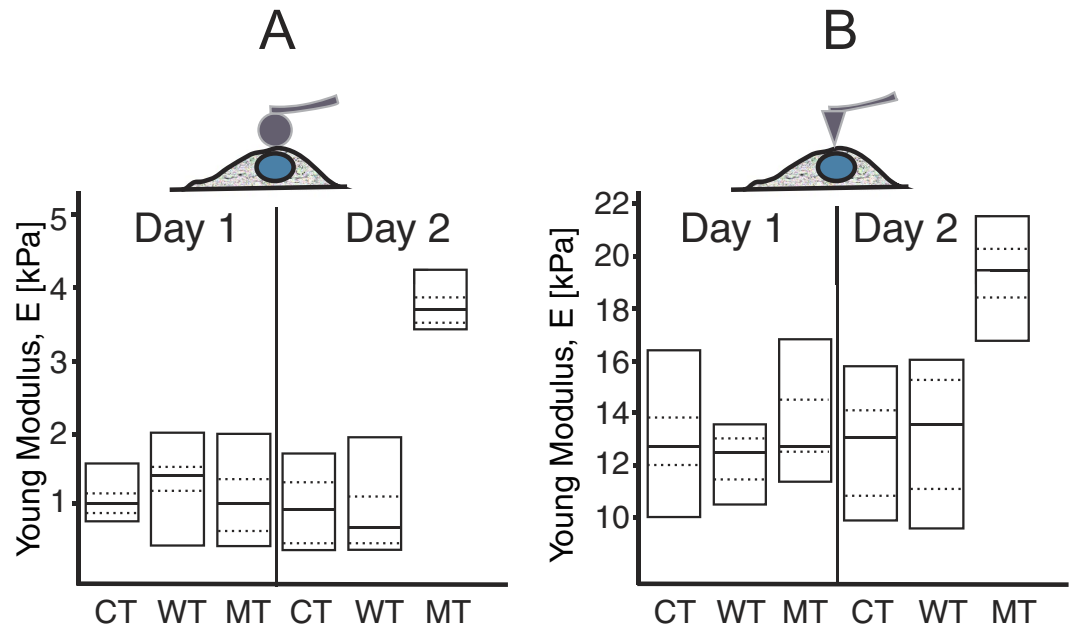 A
Young Modulus, E [kPa]
5
4
3
2
1
Day 1
Day 2
CT WT MT CT WT MT
B
Young Modulus, E [kPa]
22
20
18
16
14
12
10
Day 1
Day 2
CT WT MT CT WT MT